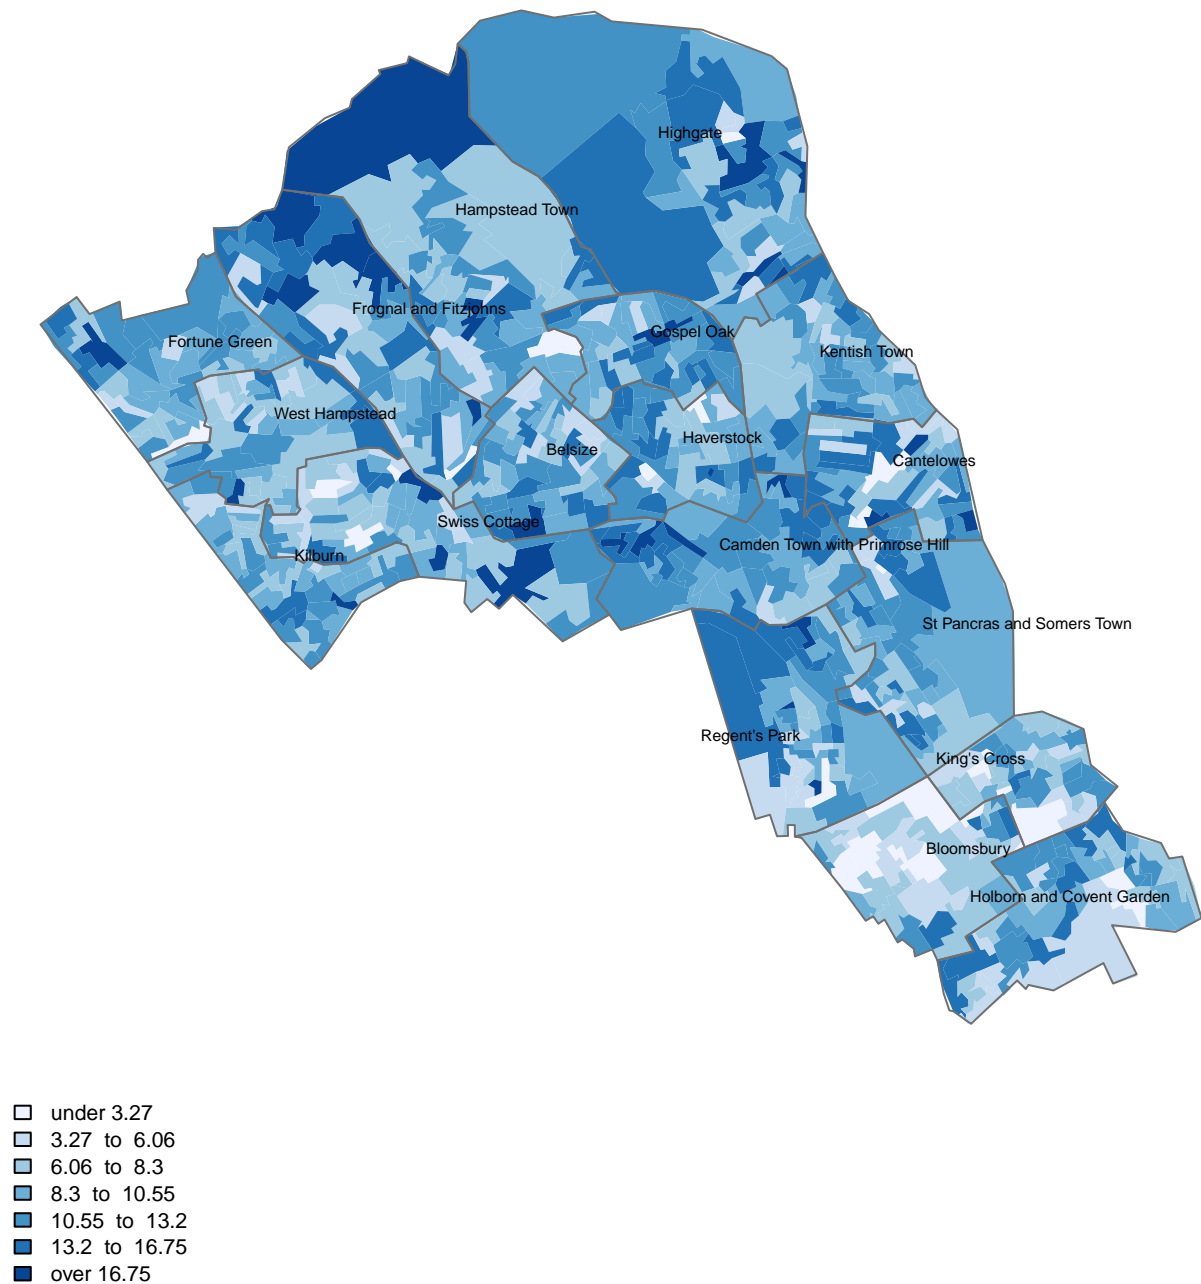 Highgate
Hampstead Town
Frognal and Fitzjohns
Gospel Oak
Fortune Green
Kentish Town
West Hampstead
Haverstock
Belsize
Cantelowes
Swiss Cottage
Camden Town with Primrose Hill
Kilburn
St Pancras and Somers Town
Regent's Park
King's Cross
Bloomsbury
Holborn and Covent Garden
under 3.27
3.27 to 6.06
6.06 to 8.3
8.3 to 10.55
10.55 to 13.2
13.2 to 16.75
over 16.75